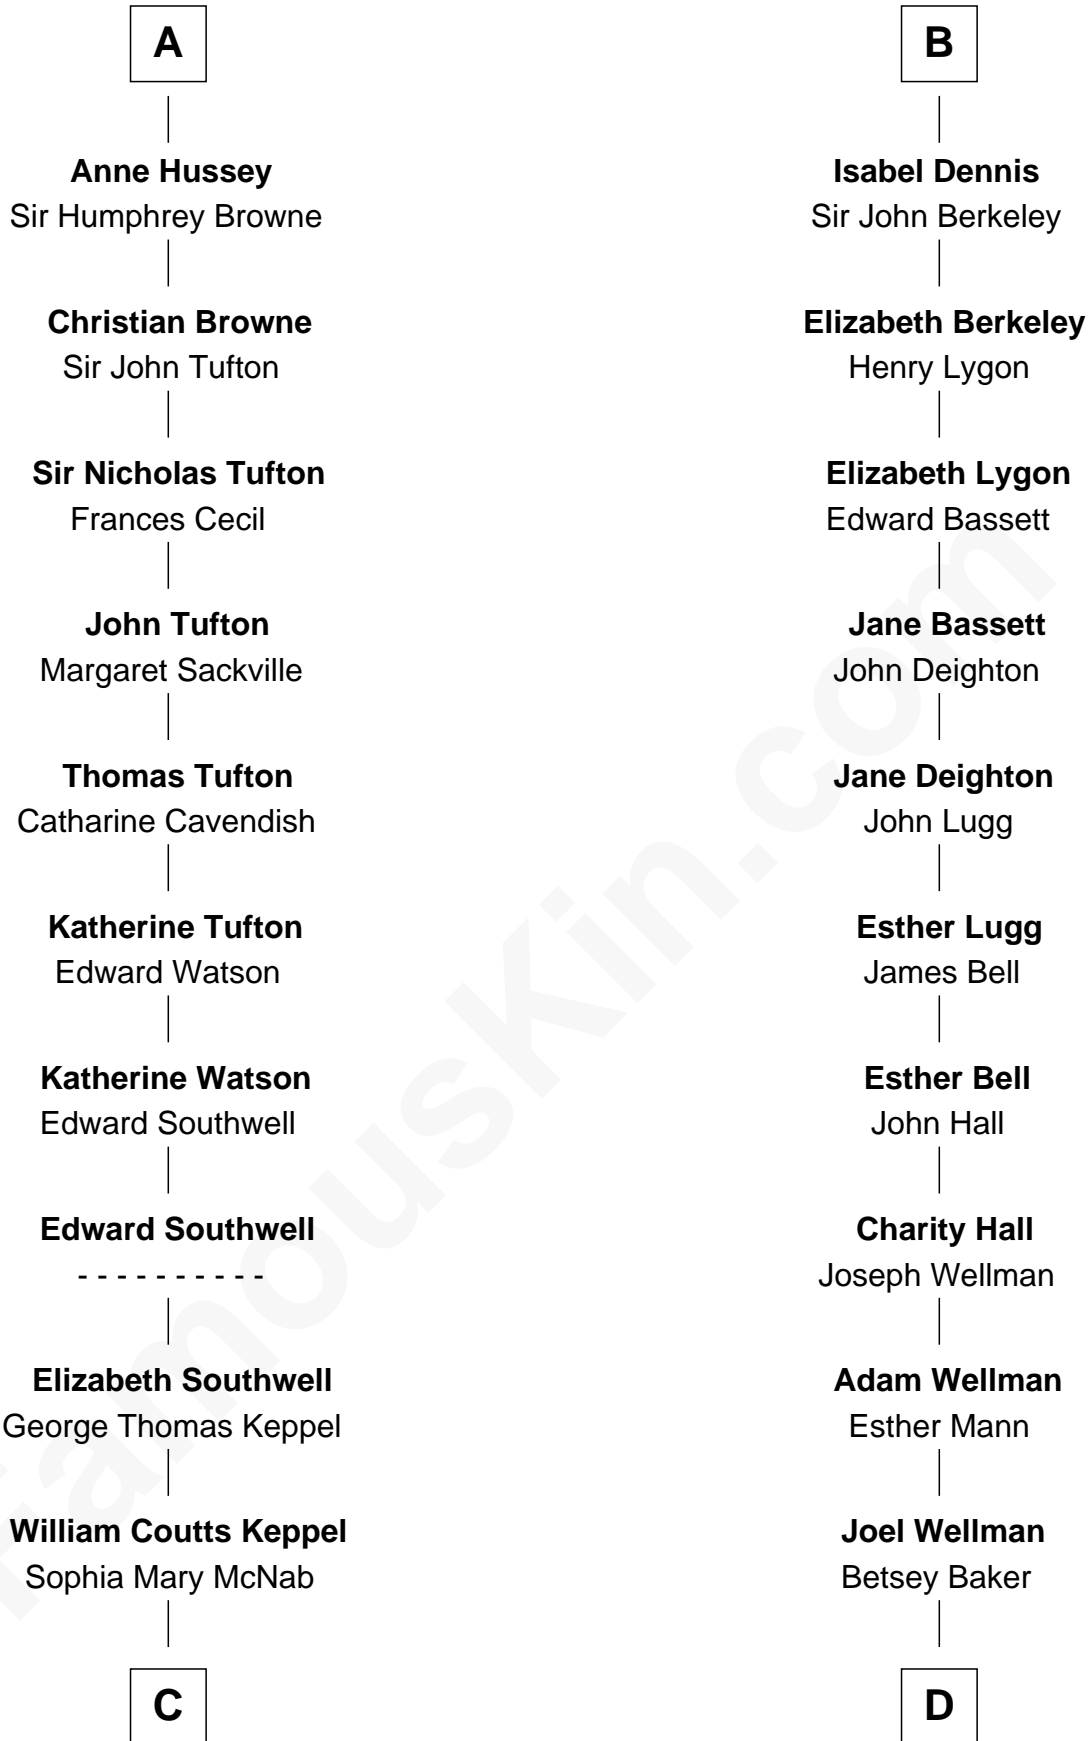 A
Anne Hussey
Sir Humphrey Browne
Christian Browne
Sir John Tufton
Sir Nicholas Tufton
Frances Cecil
John Tufton
Margaret Sackville
Thomas Tufton
Catharine Cavendish
Katherine Tufton
Edward Watson
Katherine Watson
Edward Southwell
Edward Southwell
- - - - - - - - - -
Elizabeth Southwell
George Thomas Keppel
William Coutts Keppel
Sophia Mary McNab
C
B
Isabel Dennis
Sir John Berkeley
Elizabeth Berkeley
Henry Lygon
Elizabeth Lygon
Edward Bassett
Jane Bassett
John Deighton
Jane Deighton
John Lugg
Esther Lugg
James Bell
Esther Bell
John Hall
Charity Hall
Joseph Wellman
Adam Wellman
Esther Mann
Joel Wellman
Betsey Baker
D
FamousKin.com